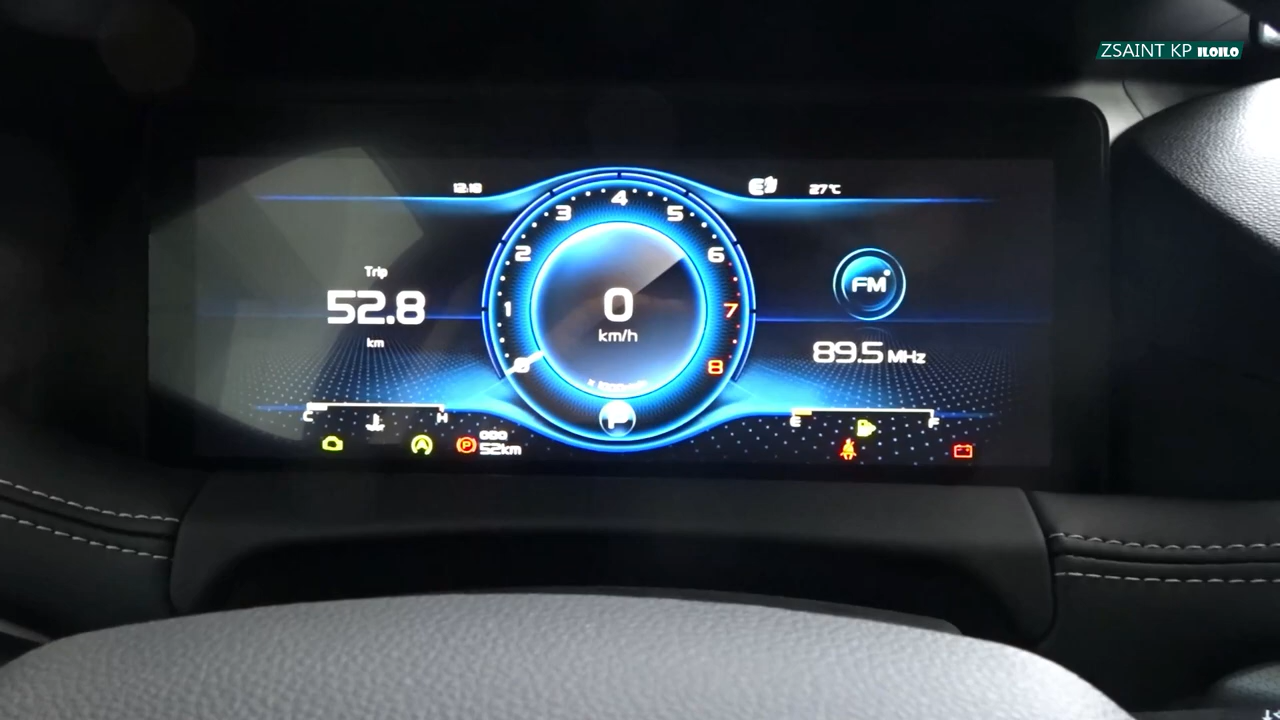 ZSAINT KP ILOILO
27℃
4
3 5
2 6
1 7
0 8
Trip
52.8
km
0
km/h
FM
89.5 MHz
P
C H
E F
P
ODO
52km